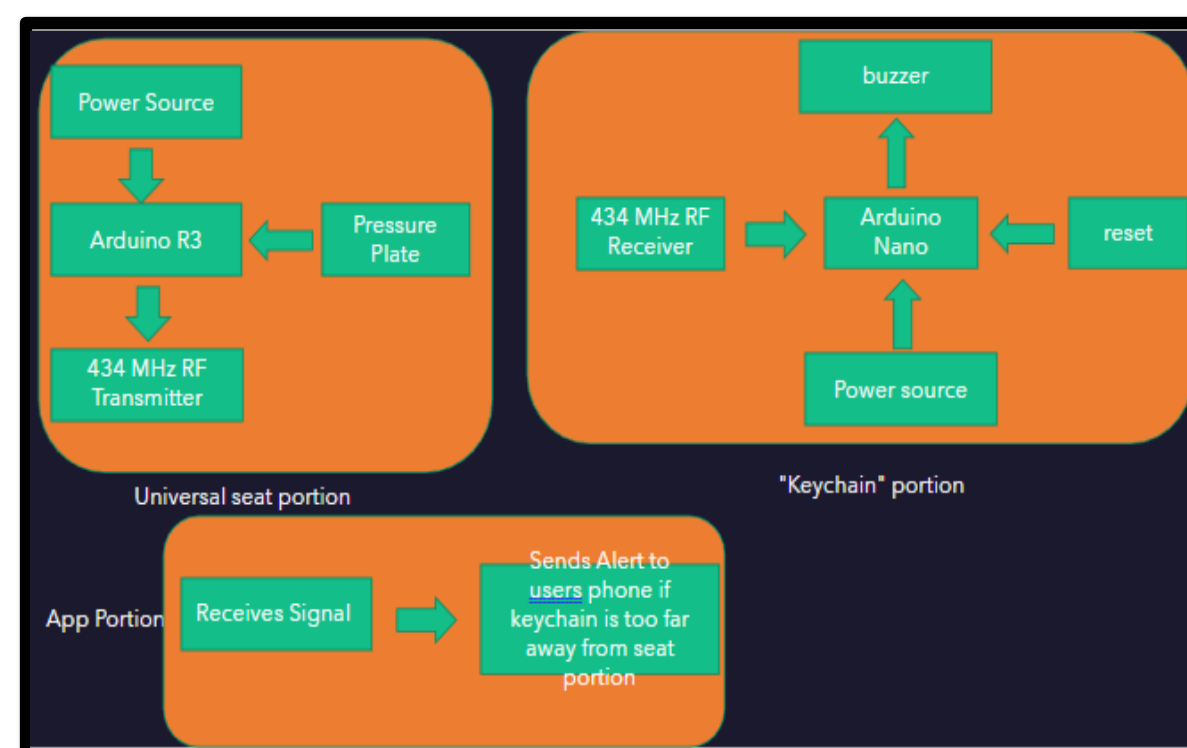 Power Source
Arduino R3
Pressure
Plate
434 MHz RF
Transmitter
Universal seat portion
buzzer
434 MHz RF
Receiver
Arduino
Nano
reset
Power source
"Keychain" portion
App Portion
Receives Signal
Sends Alert to
users phone if
keychain is too far
away from seat
portion